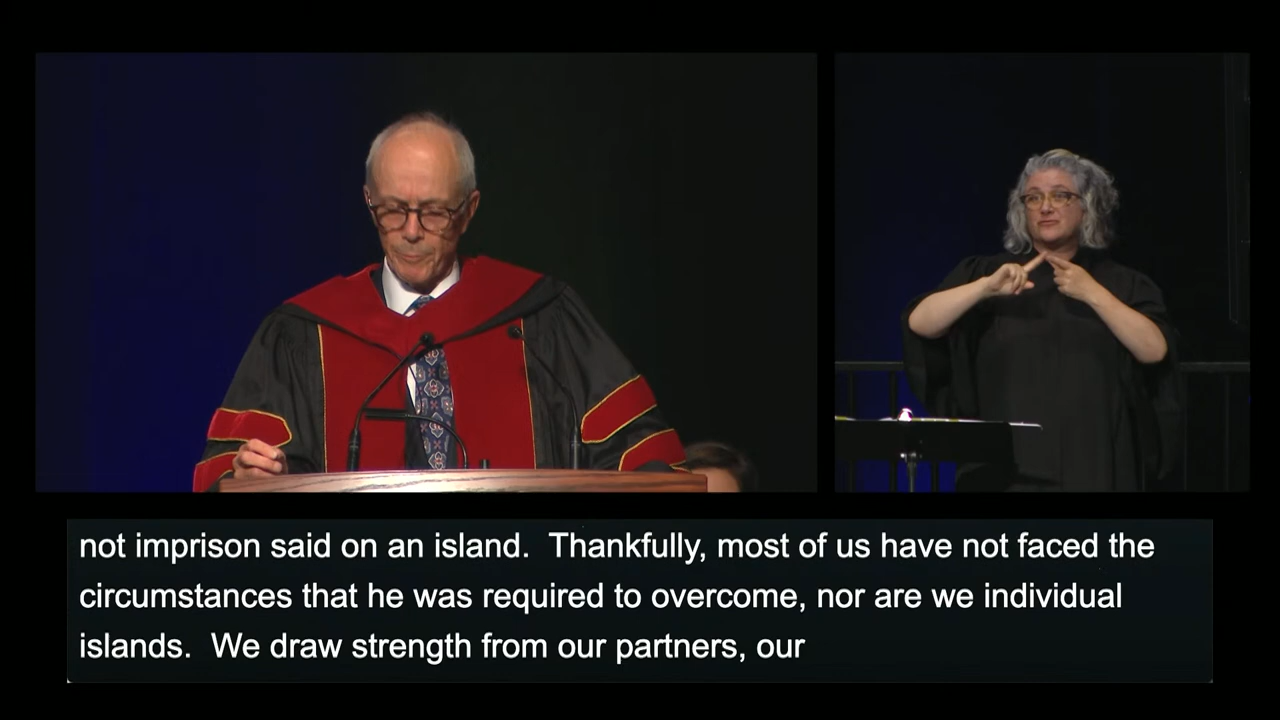 not imprison said on an island.  Thankfully, most of us have not faced the
circumstances that he was required to overcome, nor are we individual
islands.  We draw strength from our partners, our